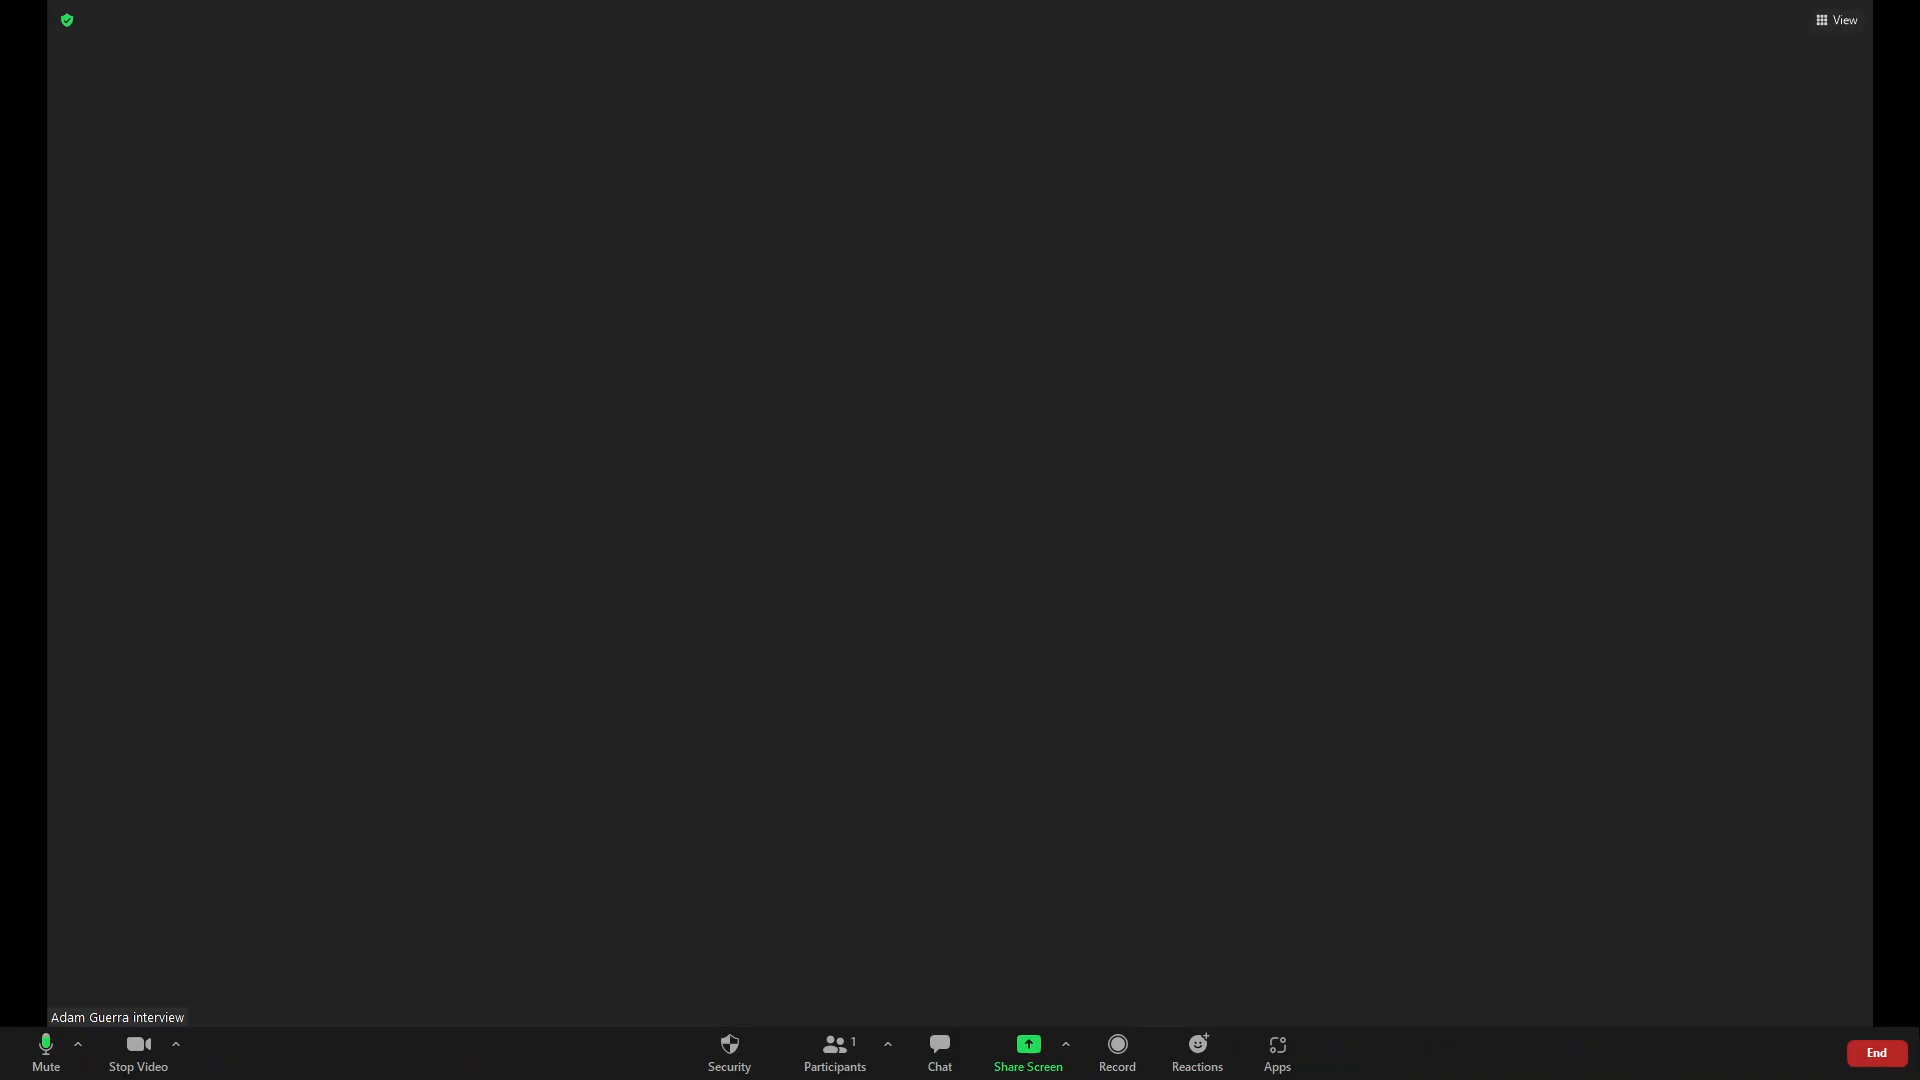 View
Adam Guerra interview
Mute
Stop Video
Security
1
Participants
Chat
Share Screen
Record
Reactions
Apps
End